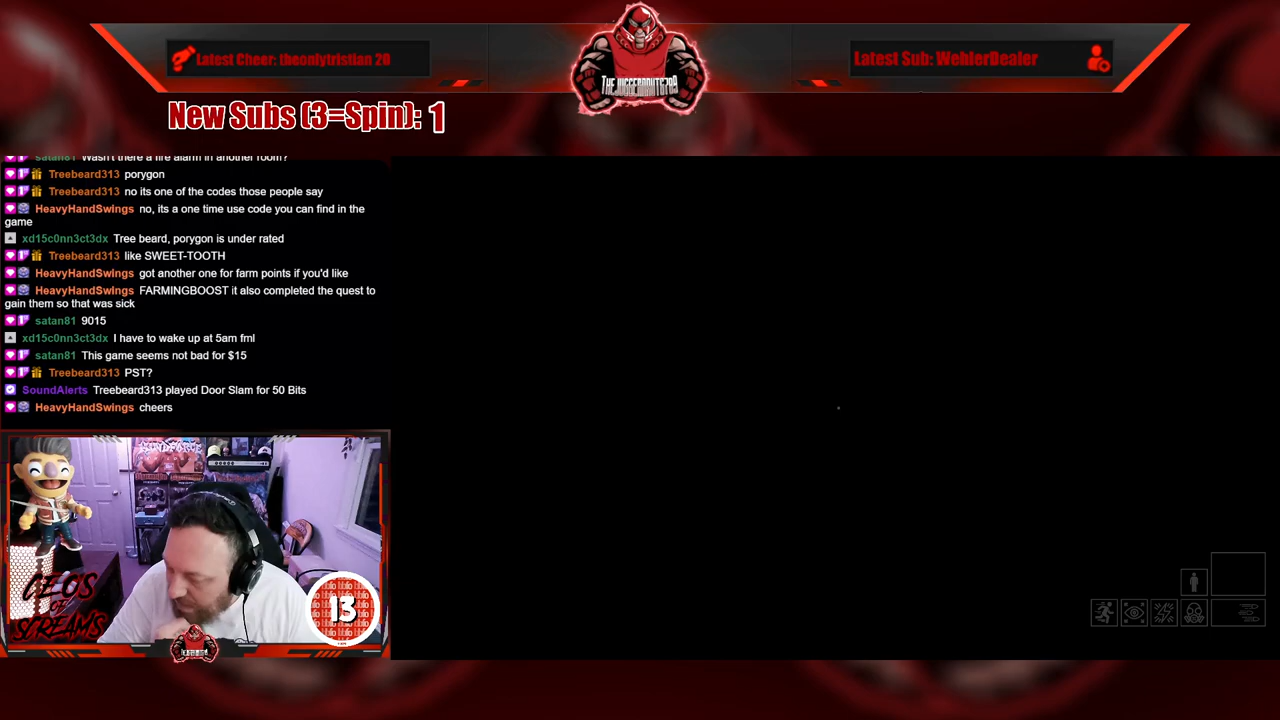 Latest Cheer: theonlytristian 20
Latest Sub: WehlerDealer
THEJUGGERNAUT6789
New Subs (3=Spin): 1
satan81 Wasn't there a fire alarm in another room?
Treebeard313 porygon
Treebeard313 no its one of the codes those people say
HeavyHandSwings no, its a one time use code you can find in the
game
xd15c0nn3ct3dx Tree beard, porygon is under rated
Treebeard313 like SWEET-TOOTH
HeavyHandSwings got another one for farm points if you'd like
HeavyHandSwings FARMINGBOOST it also completed the quest to
gain them so that was sick
satan81 9015
xd15c0nn3ct3dx I have to wake up at 5am fml
satan81 This game seems not bad for $15
Treebeard313 PST?
SoundAlerts Treebeard313 played Door Slam for 50 Bits
HeavyHandSwings cheers
CEO'S
OF
SCREAMS
13